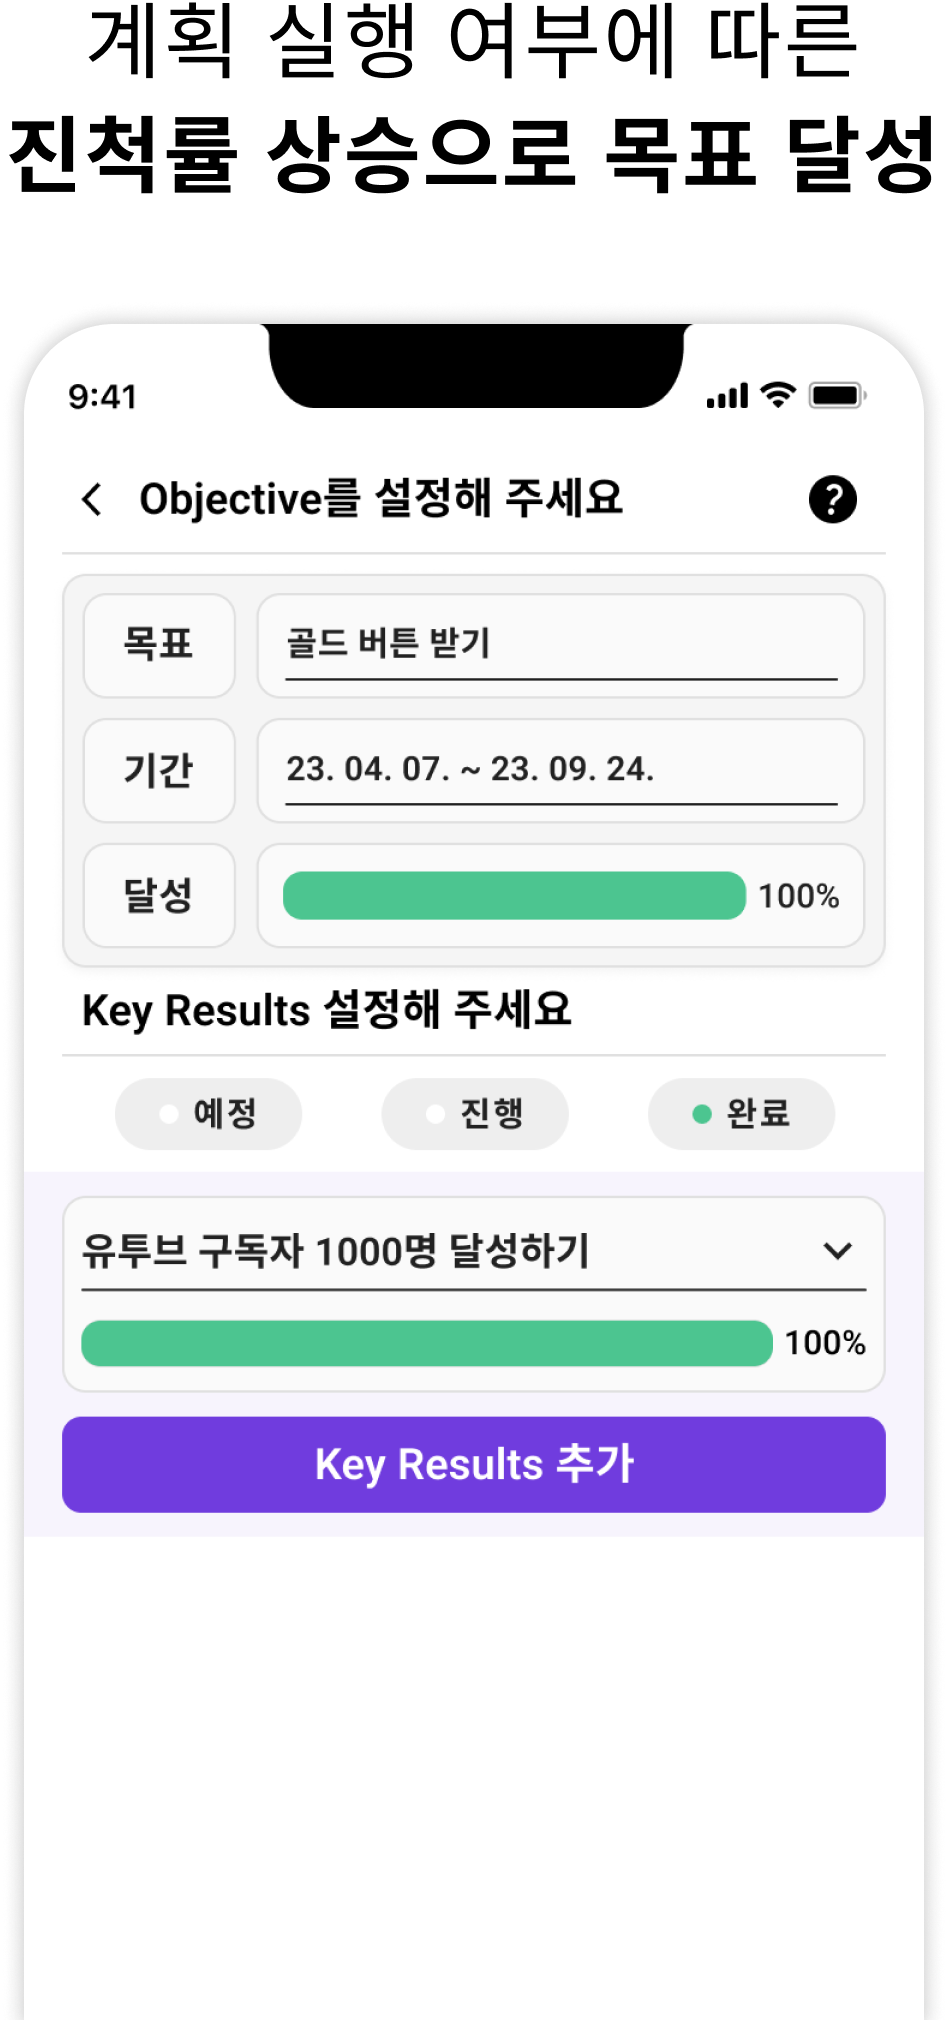 계획 실행 여부에 따른
진척률 상승으로 목표 달성
9:41
Objective를 설정해 주세요
?
목표
골드 버튼 받기
기간
23. 04. 07. ~ 23. 09. 24.
달성
100%
Key Results 설정해 주세요
예정
진행
완료
유투브 구독자 1000명 달성하기
100%
Key Results 추가